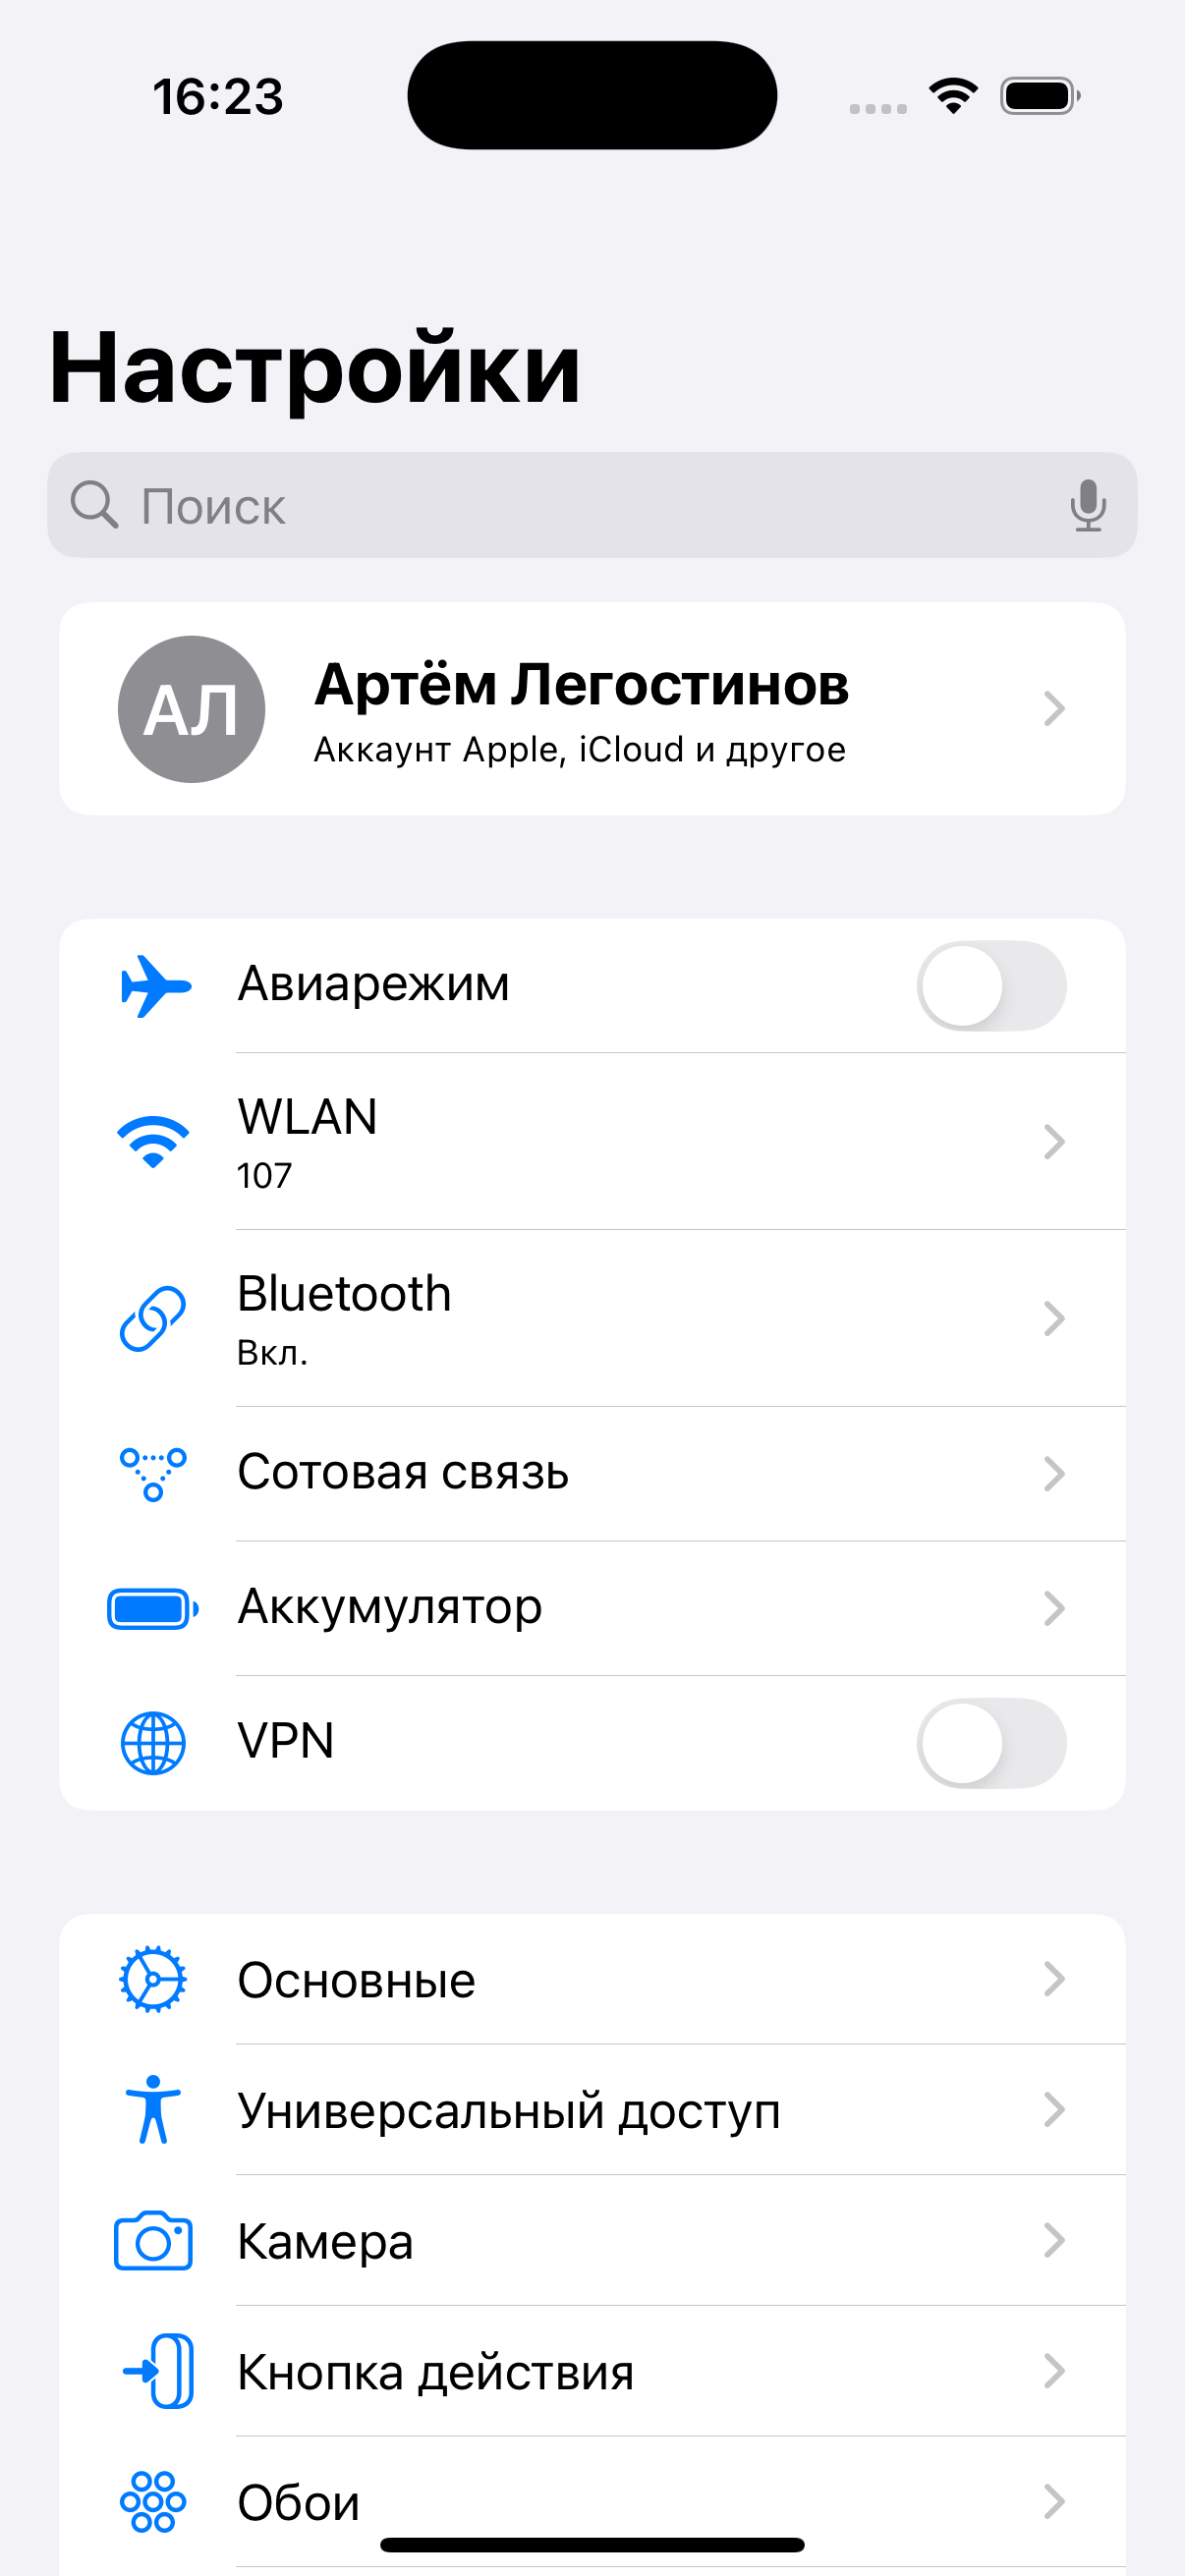 16:23
Настройки
Поиск
АЛ
Артём Легостинов
Аккаунт Apple, iCloud и другое
Авиарежим
WLAN
107
Bluetooth
Вкл.
Сотовая связь
Аккумулятор
VPN
Основные
Универсальный доступ
Камера
Кнопка действия
Обои